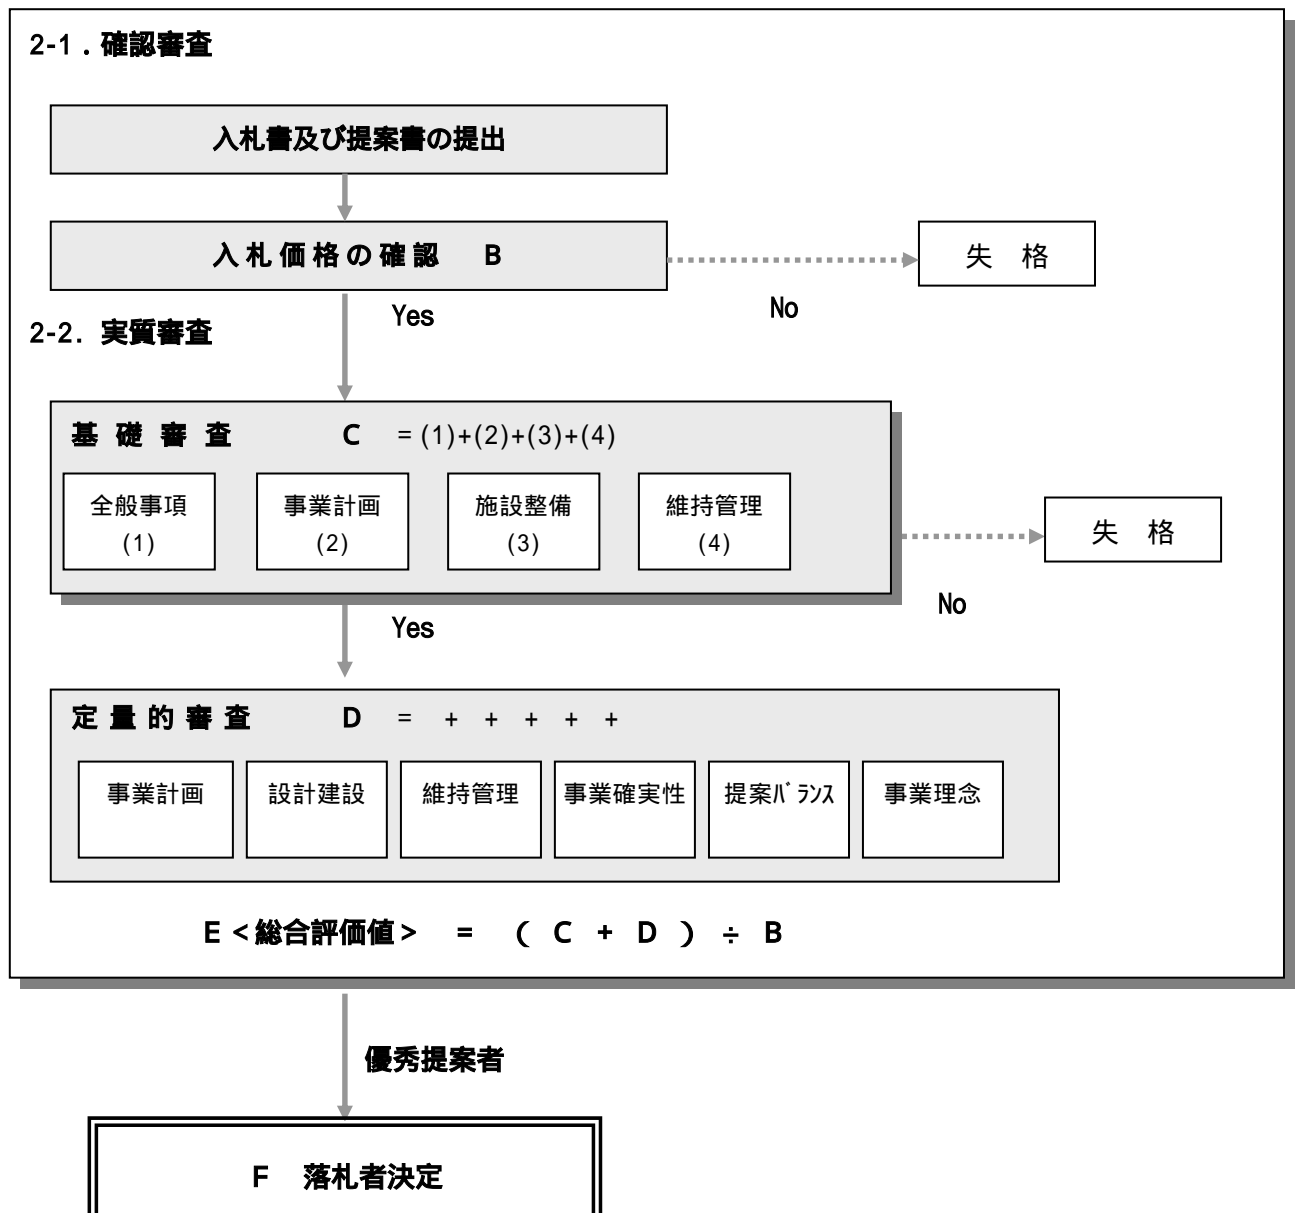 2-1．確認審査
入札書及び提案書の提出
入札価格の確認　B
失　格
Yes
No
2-2. 実質審査
基礎審査　C　=(1)+(2)+(3)+(4)
全般事項
(1)
事業計画
(2)
施設整備
(3)
維持管理
(4)
失　格
No
Yes
定量的審査　D　=　+　+　+　+　+
事業計画
設計建設
維持管理
事業確実性
提案ﾊﾞﾗﾝｽ
事業理念
E＜総合評価値＞　=　(　C　+　D　)　÷　B
優秀提案者
F　落札者決定